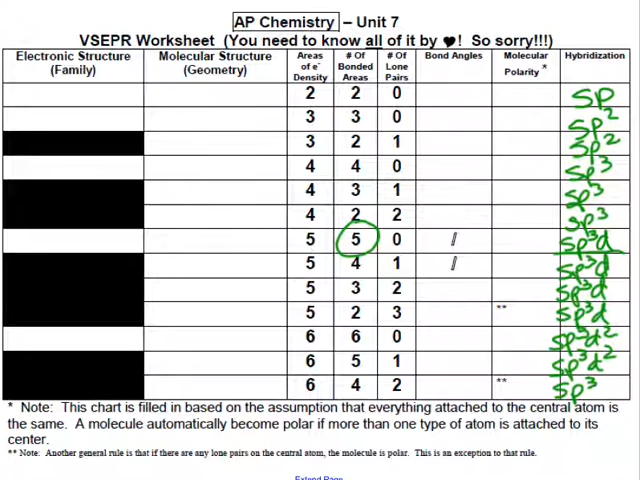 AP Chemistry – Unit 7
VSEPR Worksheet (You need to know all of it by ♥! So sorry!!!)
Electronic Structure (Family) Molecular Structure (Geometry) Areas of e⁻ Density # Of Bonded Areas # Of Lone Pairs Bond Angles Molecular Polarity * Hybridization
2 2 0 sp
3 3 0 sp²
3 2 1 sp²
4 4 0 sp³
4 3 1 sp³
4 2 2 sp³
5 5 0 / sp³d
5 4 1 / sp³d
5 3 2 sp³d
5 2 3 ** sp³d
6 6 0 sp³d²
6 5 1 sp³d²
6 4 2 ** sp³
* Note: This chart is filled in based on the assumption that everything attached to the central atom is
the same. A molecule automatically become polar if more than one type of atom is attached to its
center.
** Note: Another general rule is that if there are any lone pairs on the central atom, the molecule is polar. This is an exception to that rule.
Extend Page